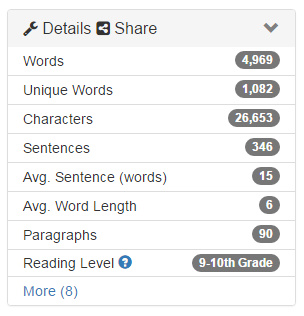 Details Share
Words 4,969
Unique Words 1,082
Characters 26,653
Sentences 346
Avg. Sentence (words) 15
Avg. Word Length 6
Paragraphs 90
Reading Level ? 9-10th Grade
More (8)